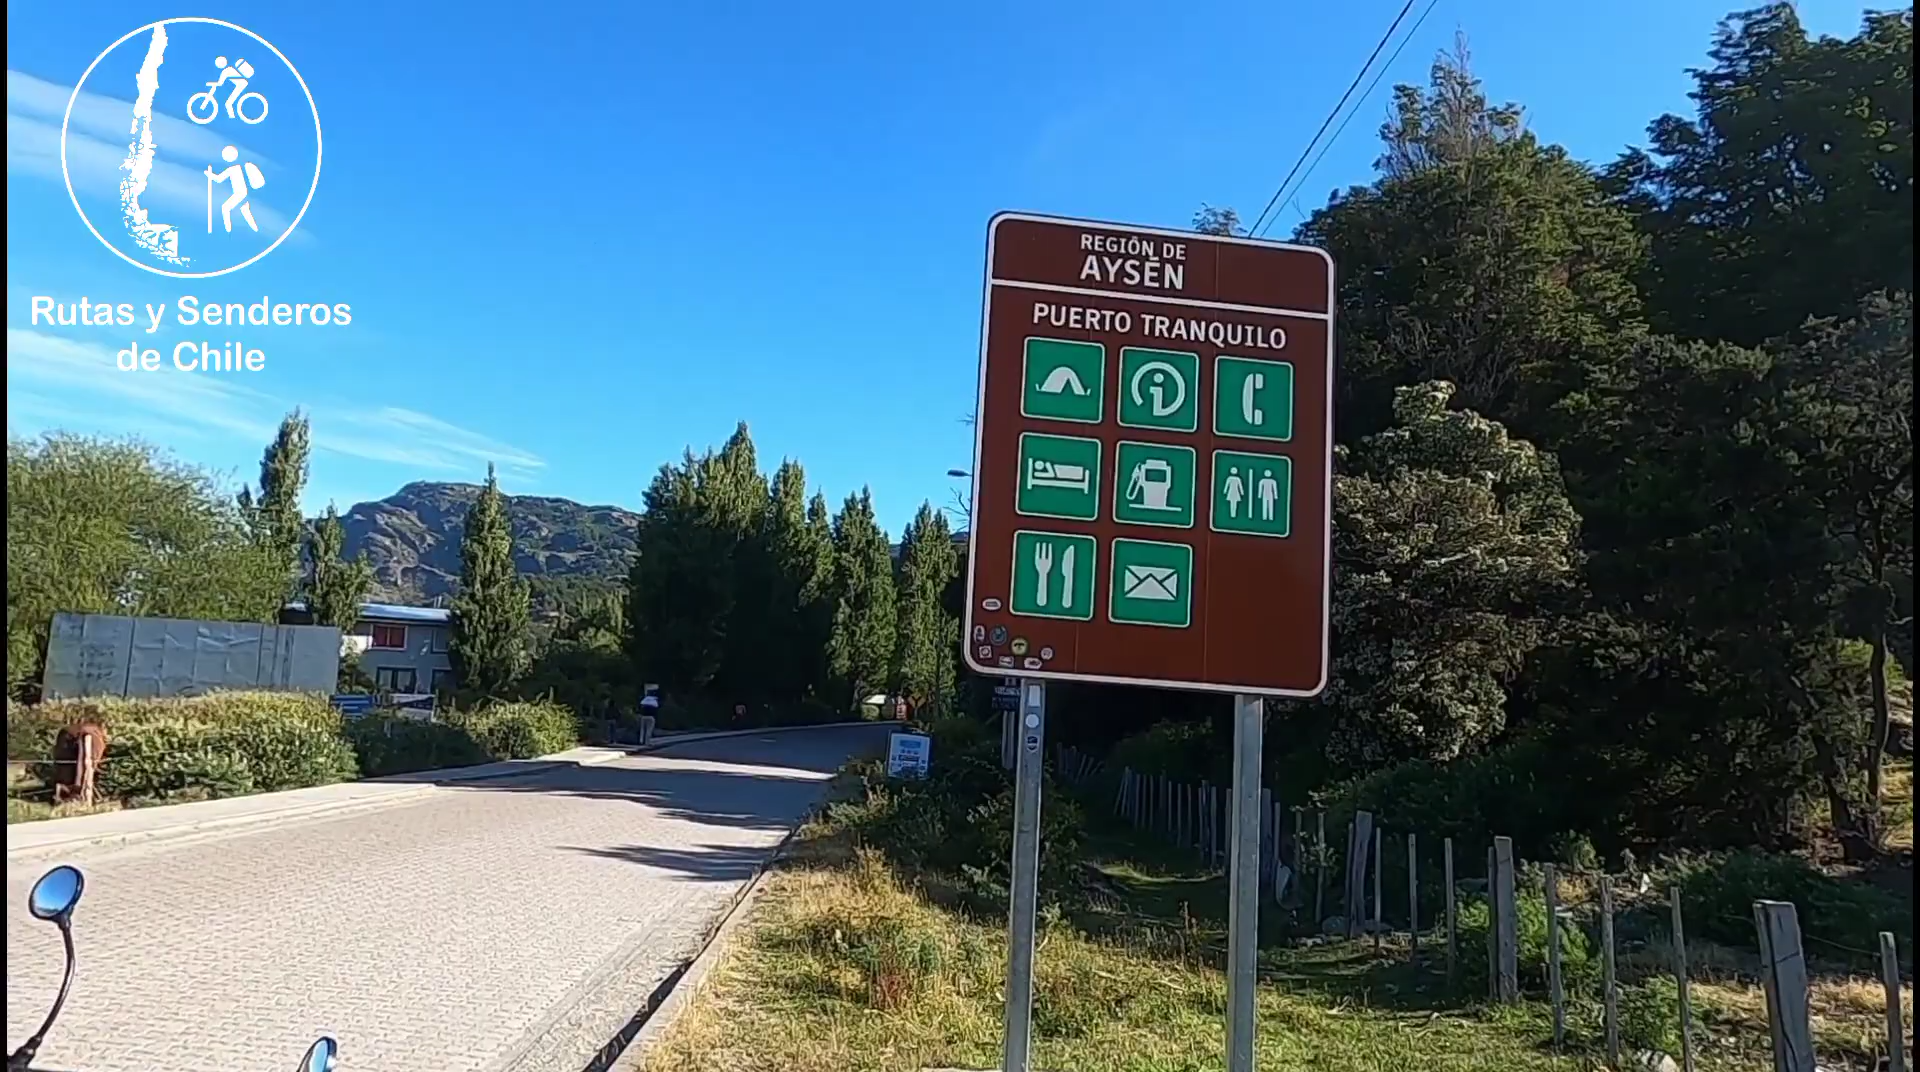 Rutas y Senderos
de Chile
REGIÓN DE
AYSÉN
PUERTO TRANQUILO